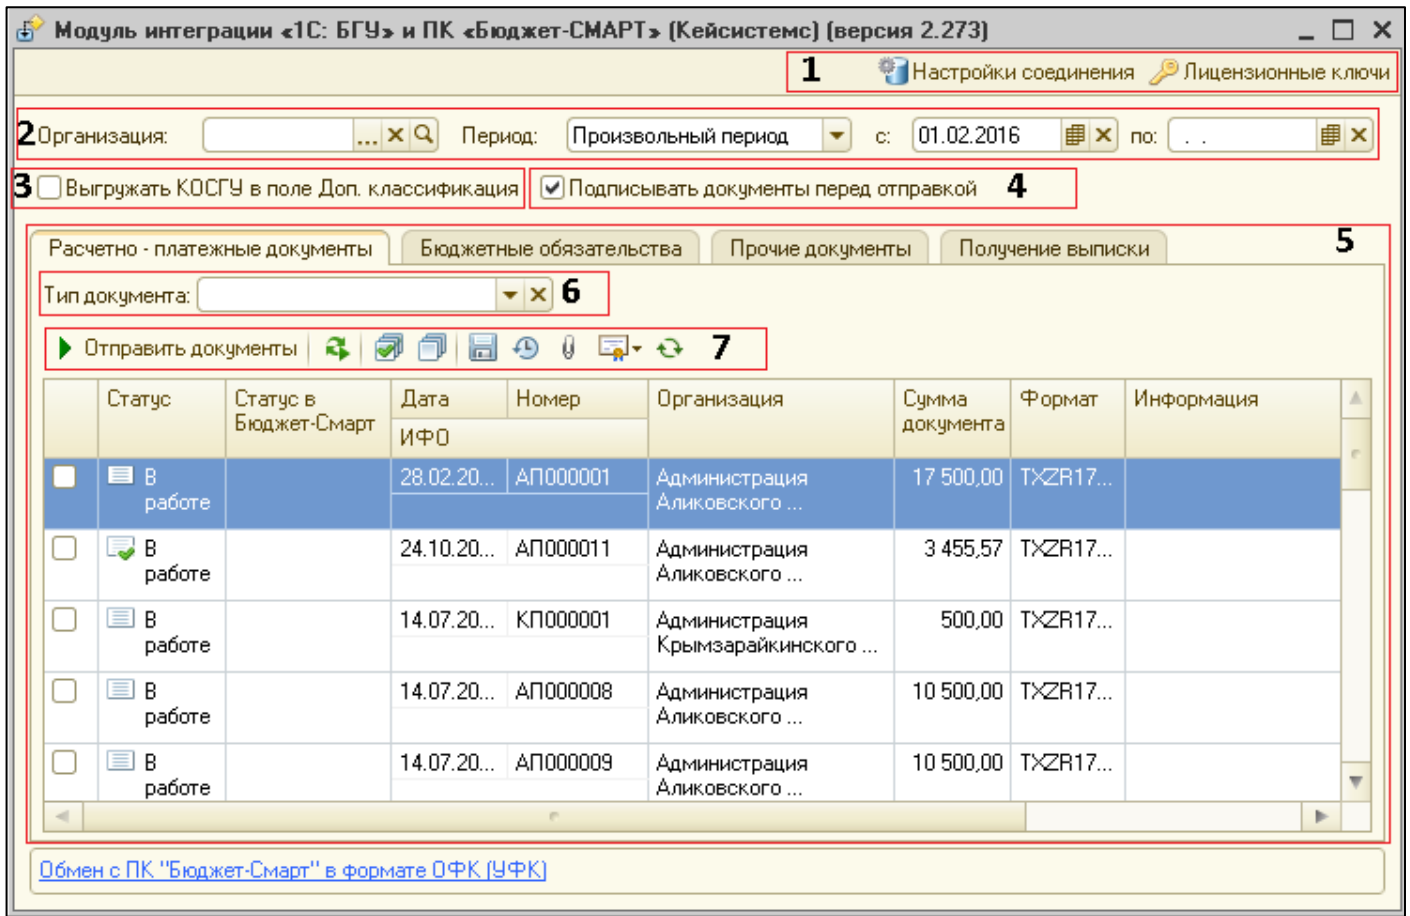 Модуль интеграции «1С: БГУ» и ПК «Бюджет-СМАРТ» (Кейсистемс) (версия 2.273)
1 Настройки соединения Лицензионные ключи
2 Организация: ... Период: Произвольный период с: 01.02.2016 по: . .
3 Выгружать КОСГУ в поле Доп. классификация Подписывать документы перед отправкой 4
Расчетно - платежные документы Бюджетные обязательства Прочие документы Получение выписки 5
Тип документа: 6
Отправить документы 7
Статус Статус в Дата Номер Организация Сумма Формат Информация
Бюджет-Смарт документа
ИФО
В 28.02.20... АП000001 Администрация 17 500,00 TXZR17...
работе Аликовского ...
В 24.10.20... АП000011 Администрация 3 455,57 TXZR17...
работе Аликовского ...
В 14.07.20... КП000001 Администрация 500,00 TXZR17...
работе Крымзарайкинского ...
В 14.07.20... АП000008 Администрация 10 500,00 TXZR17...
работе Аликовского ...
В 14.07.20... АП000009 Администрация 10 500,00 TXZR17...
работе Аликовского ...
Обмен с ПК "Бюджет-Смарт" в формате ОФК (УФК)